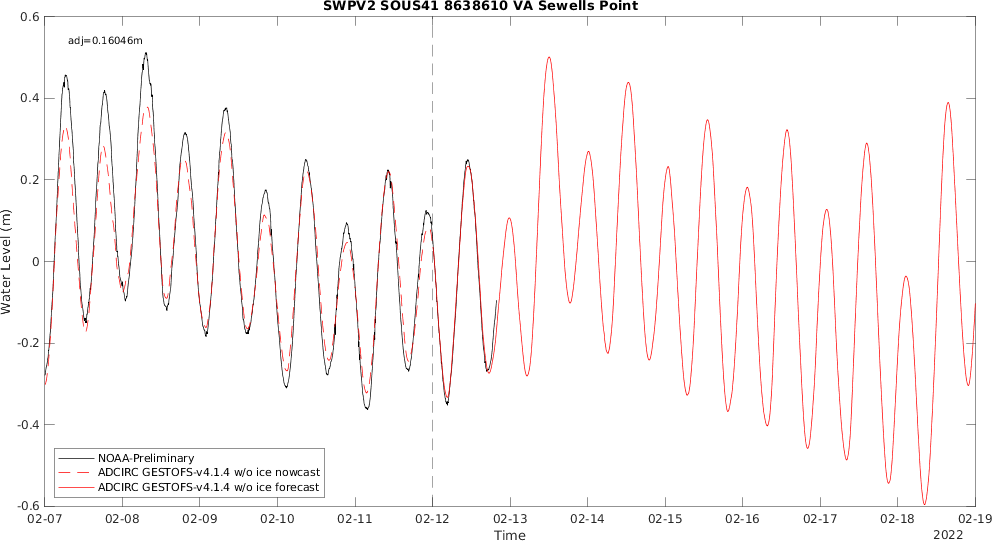 SWPV2 SOUS41 8638610 VA Sewells Point
adj=0.16046m
0.6
0.4
0.2
0
-0.2
-0.4
-0.6
Water Level (m)
NOAA-Preliminary
ADCIRC GESTOFS-v4.1.4 w/o ice nowcast
ADCIRC GESTOFS-v4.1.4 w/o ice forecast
02-07 02-08 02-09 02-10 02-11 02-12 02-13 02-14 02-15 02-16 02-17 02-18 02-19
Time
2022